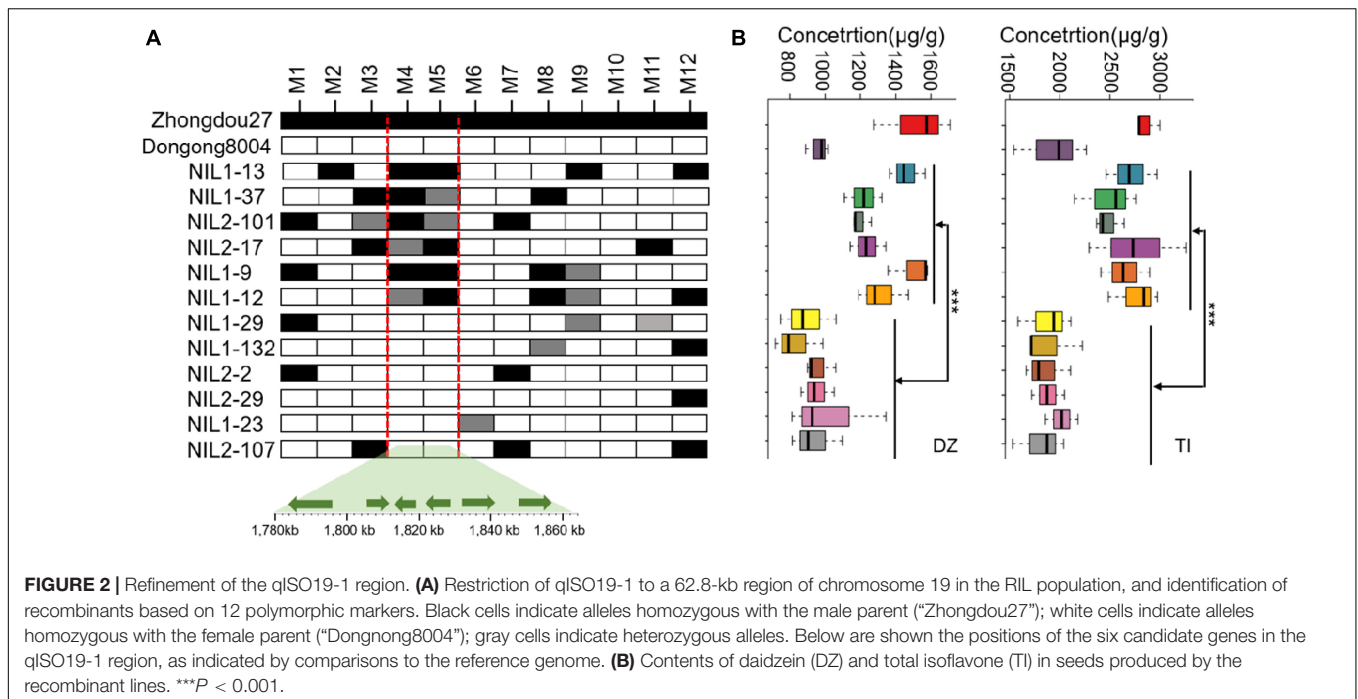 A
M1 M2 M3 M4 M5 M6 M7 M8 M9 M10 M11 M12
Zhongdou27
Dongong8004
NIL1-13
NIL1-37
NIL2-101
NIL2-17
NIL1-9
NIL1-12
NIL1-29
NIL1-132
NIL2-2
NIL2-29
NIL1-23
NIL2-107
1,780kb 1,800 kb 1,820 kb 1,840 kb 1,860 kb
B
Concetrtion(µg/g)
800 1000 1200 1400 1600
***
DZ
Concetrtion(µg/g)
1500 2000 2500 3000
***
TI
FIGURE 2 | Refinement of the qISO19-1 region. (A) Restriction of qISO19-1 to a 62.8-kb region of chromosome 19 in the RIL population, and identification of
recombinants based on 12 polymorphic markers. Black cells indicate alleles homozygous with the male parent (“Zhongdou27”); white cells indicate alleles
homozygous with the female parent (“Dongnong8004”); gray cells indicate heterozygous alleles. Below are shown the positions of the six candidate genes in the
qISO19-1 region, as indicated by comparisons to the reference genome. (B) Contents of daidzein (DZ) and total isoflavone (TI) in seeds produced by the
recombinant lines. ***P < 0.001.